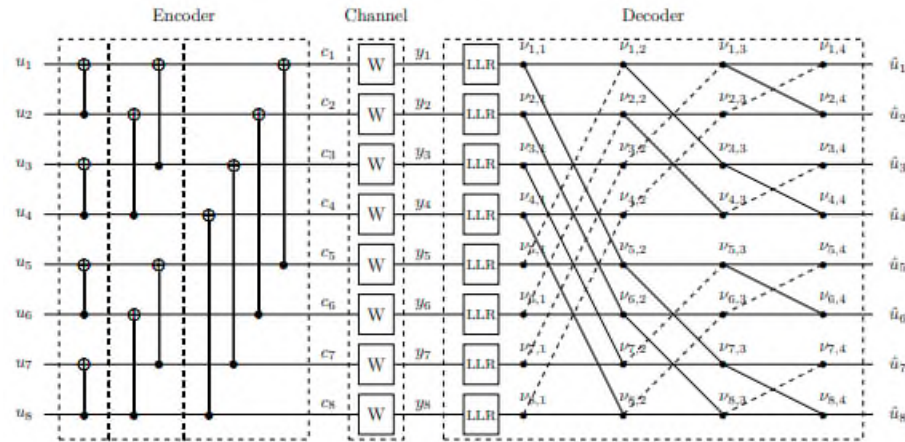 Encoder Channel Decoder
u1 c1 W y1 LLR ν1,1 ν1,2 ν1,3 ν1,4 û1
u2 c2 W y2 LLR ν2,1 ν2,2 ν2,3 ν2,4 û2
u3 c3 W y3 LLR ν3,1 ν3,2 ν3,3 ν3,4 û3
u4 c4 W y4 LLR ν4,1 ν4,2 ν4,3 ν4,4 û4
u5 c5 W y5 LLR ν5,1 ν5,2 ν5,3 ν5,4 û5
u6 c6 W y6 LLR ν6,1 ν6,2 ν6,3 ν6,4 û6
u7 c7 W y7 LLR ν7,1 ν7,2 ν7,3 ν7,4 û7
u8 c8 W y8 LLR ν8,1 ν8,2 ν8,3 ν8,4 û8